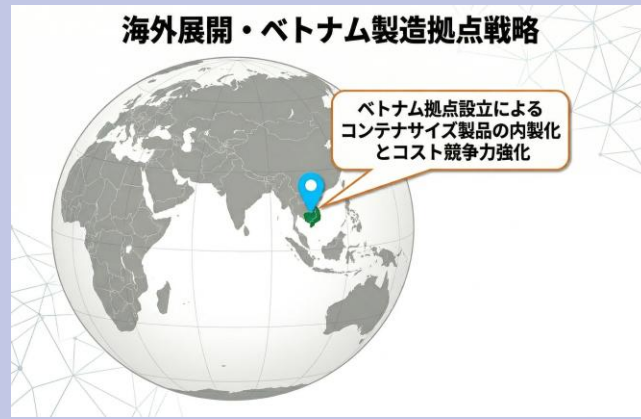 海外展開・ベトナム製造拠点戦略
ベトナム拠点設立による
コンテナサイズ製品の内製化
とコスト競争力強化